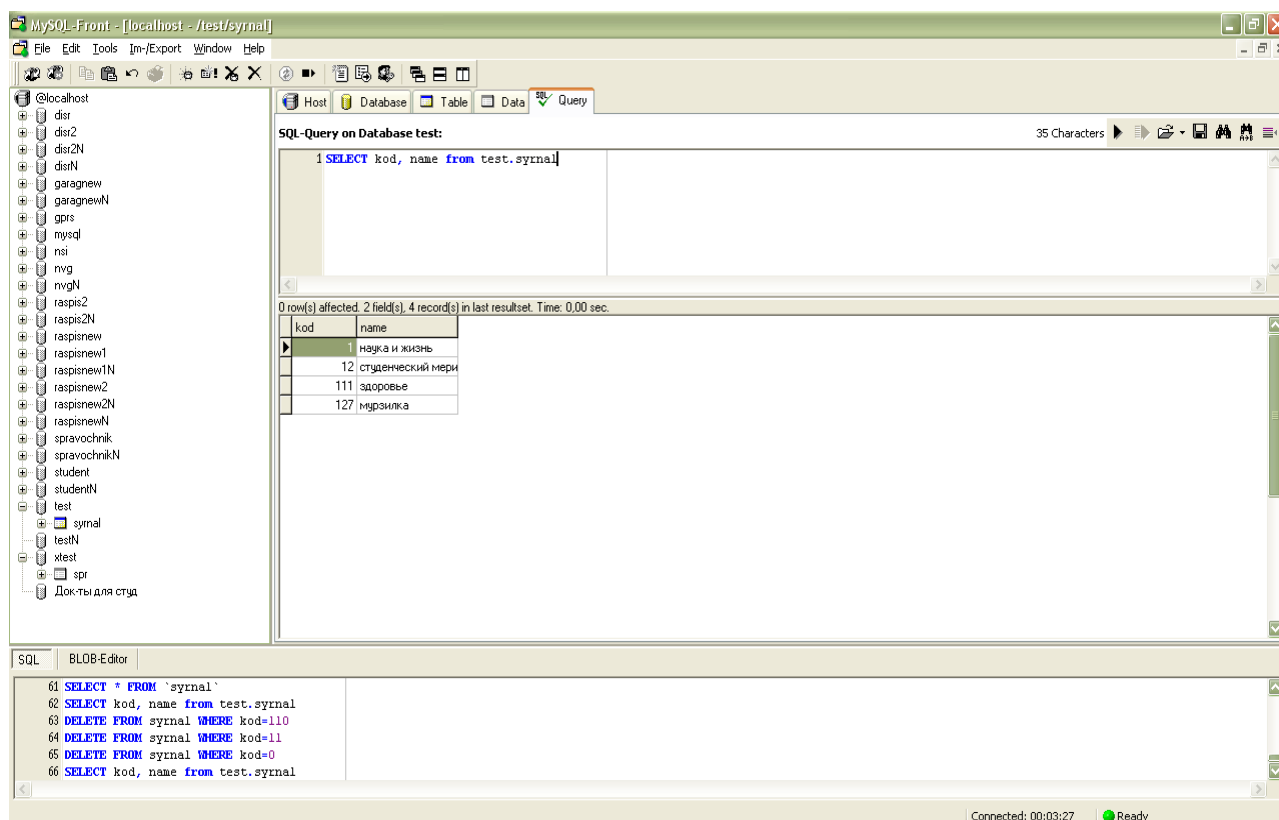 MySQL-Front - [localhost - /test/syrnal]
File Edit Tools Im-/Export Window Help
@localhost
disr
disr2
disr2N
disrN
garagnew
garagnewN
gprs
mysql
nsi
nvg
nvgN
raspis2
raspis2N
raspisnew
raspisnew1
raspisnew1N
raspisnew2
raspisnew2N
raspisnewN
spravochnik
spravochnikN
student
studentN
test
syrnal
testN
xtest
spr
Док-ты для студ
Host Database Table Data SQL Query
SQL-Query on Database test: 35 Characters
1 SELECT kod, name from test.syrnal
0 row(s) affected. 2 field(s), 4 record(s) in last resultset. Time: 0,00 sec.
kod name
1 наука и жизнь
12 студенческий мери
111 здоровье
127 мурзилка
SQL BLOB-Editor
61 SELECT * FROM `syrnal`
62 SELECT kod, name from test.syrnal
63 DELETE FROM syrnal WHERE kod=110
64 DELETE FROM syrnal WHERE kod=11
65 DELETE FROM syrnal WHERE kod=0
66 SELECT kod, name from test.syrnal
Connected: 00:03:27 Ready